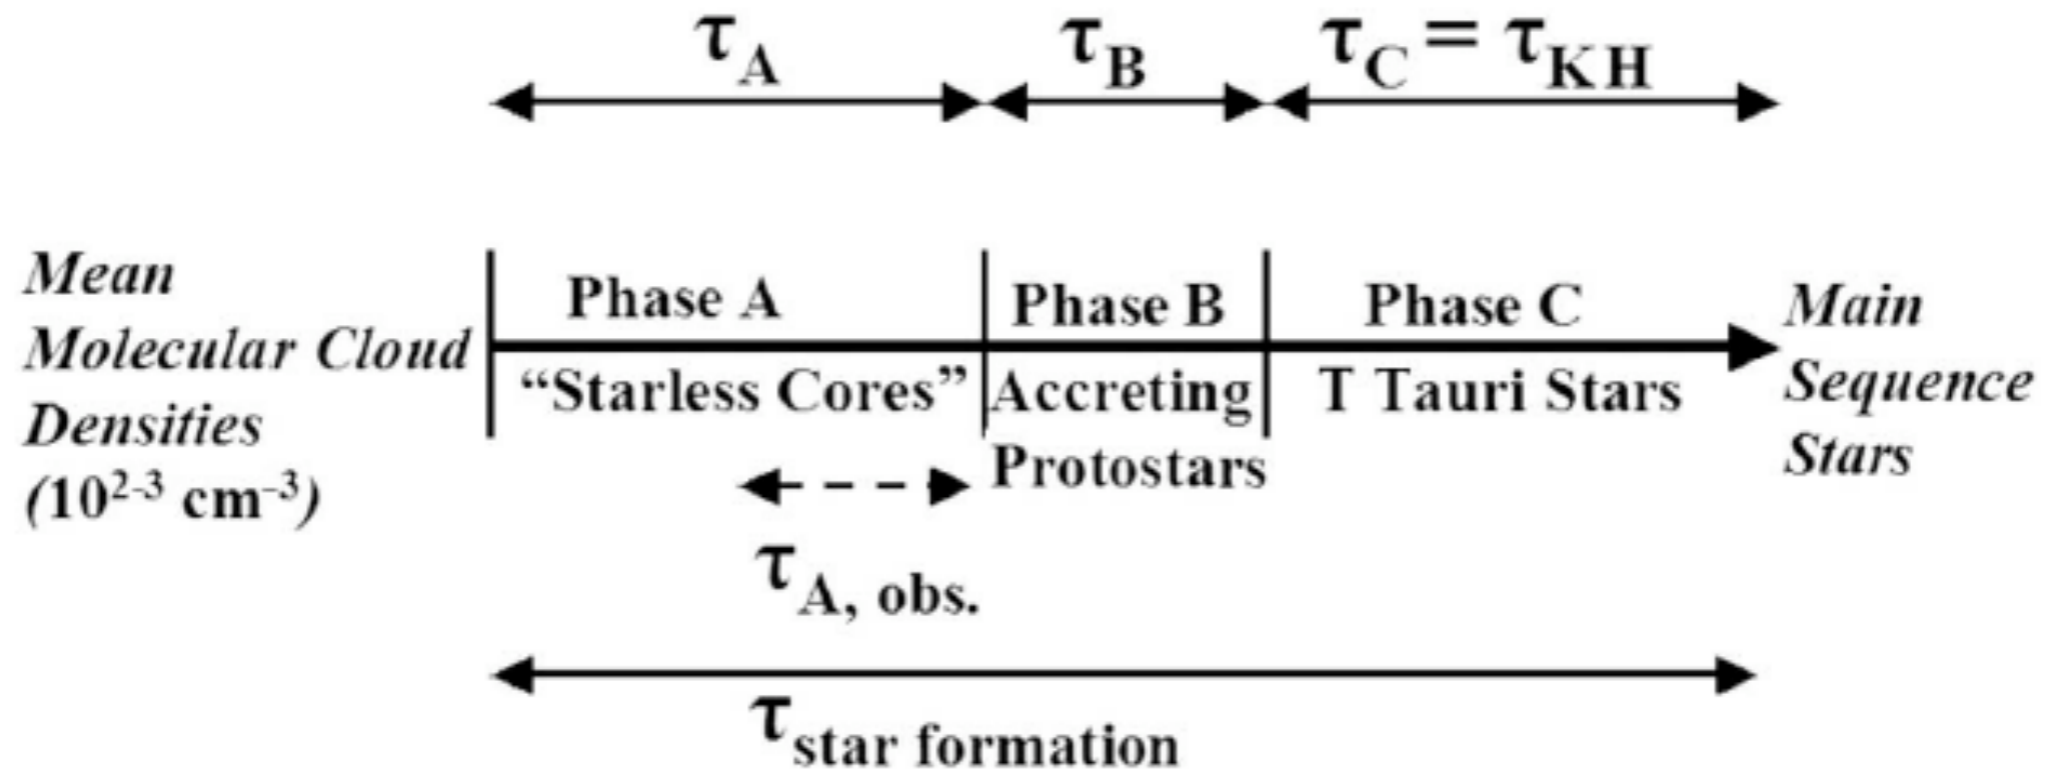 τA
τB
τC = τKH
Mean
Molecular Cloud
Densities
(10²⁻³ cm⁻³)
Phase A
“Starless Cores”
Phase B
Accreting
Protostars
Phase C
T Tauri Stars
Main
Sequence
Stars
τA, obs.
τstar formation